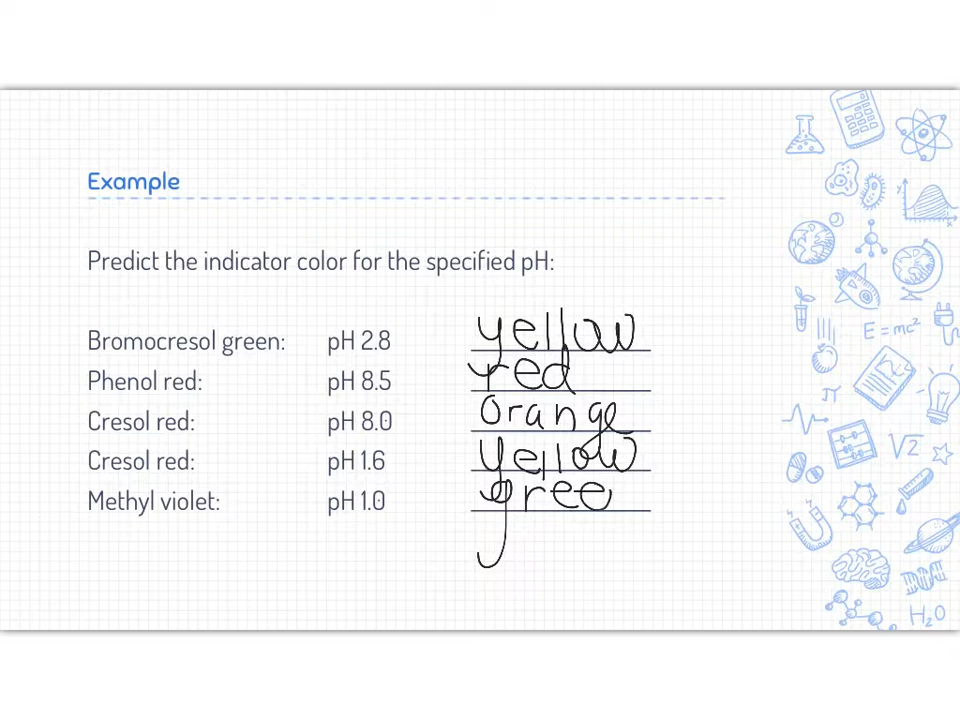 Example
Predict the indicator color for the specified pH:
Bromocresol green: pH 2.8 yellow
Phenol red: pH 8.5 red
Cresol red: pH 8.0 orange
Cresol red: pH 1.6 yellow
Methyl violet: pH 1.0 gree
y x
E=mc²
π
√2
H₂O